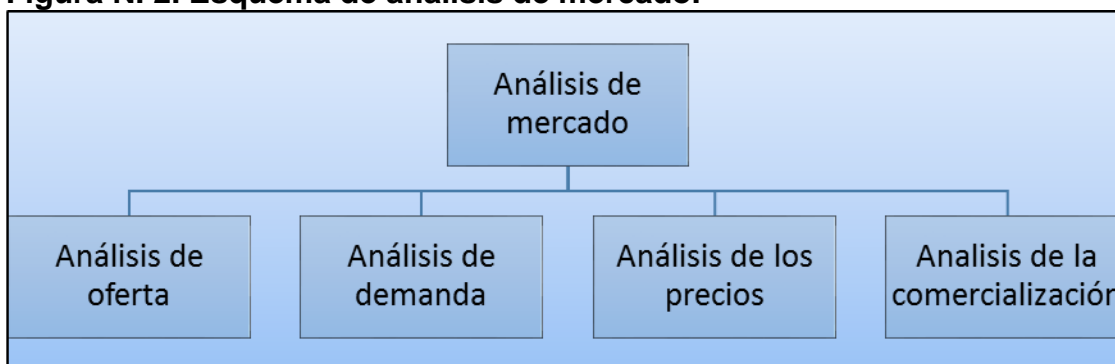 Figura N. 2. Esquema de análisis de mercado.
Análisis de
mercado
Análisis de
oferta
Análisis de
demanda
Análisis de los
precios
Analisis de la
comercialización